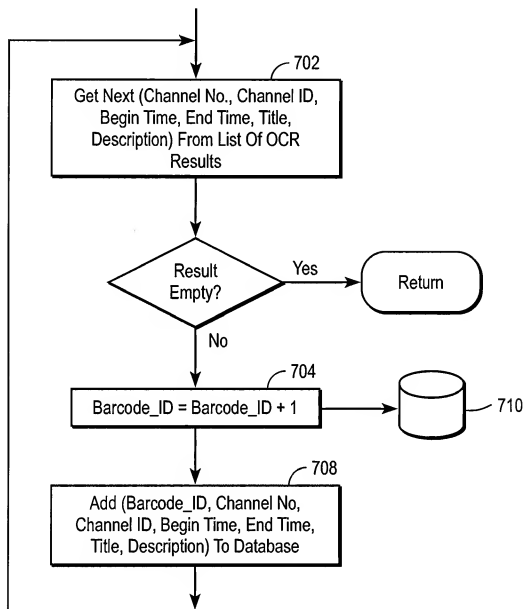 702
Get Next (Channel No., Channel ID,
Begin Time, End Time, Title,
Description) From List Of OCR
Results
Result
Empty?
Yes
Return
No
704
Barcode_ID = Barcode_ID + 1
710
708
Add (Barcode_ID, Channel No,
Channel ID, Begin Time, End Time,
Title, Description) To Database